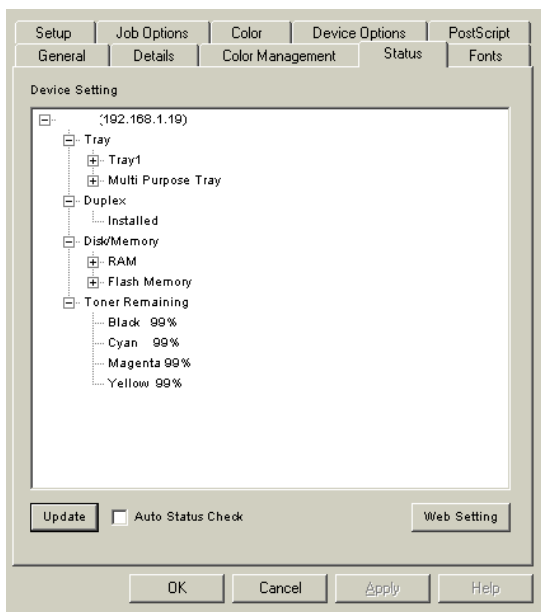 Setup Job Options Color Device Options PostScript
General Details Color Management Status Fonts
Device Setting
(192.168.1.19)
Tray
Tray1
Multi Purpose Tray
Duplex
Installed
Disk/Memory
RAM
Flash Memory
Toner Remaining
Black 99%
Cyan 99%
Magenta 99%
Yellow 99%
Update Auto Status Check Web Setting
OK Cancel Apply Help